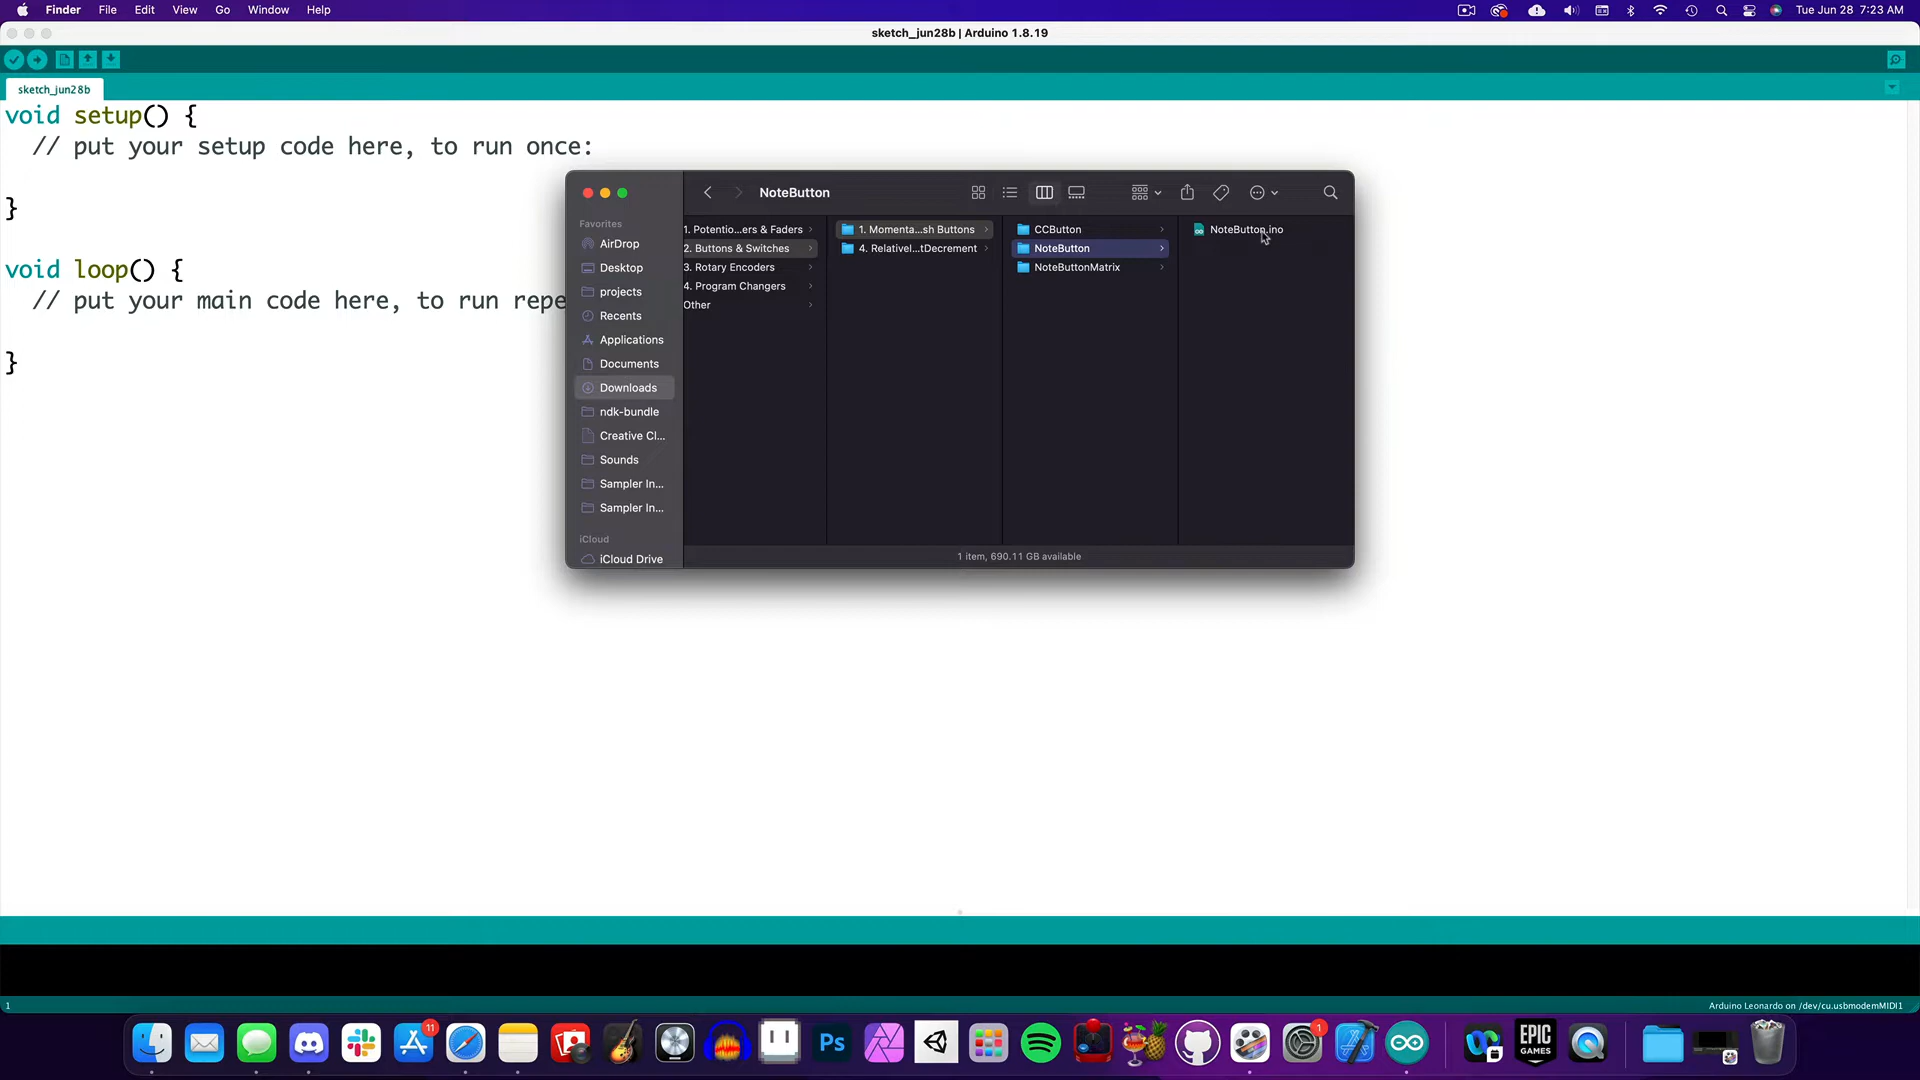 Finder File Edit View Go Window Help
Tue Jun 28 7:23 AM
sketch_jun28b | Arduino 1.8.19
sketch_jun28b
void setup() {
// put your setup code here, to run once:
}
void loop() {
// put your main code here, to run repe
}
NoteButton
Favorites
AirDrop
Desktop
projects
Recents
Applications
Documents
Downloads
ndk-bundle
Creative Cl...
Sounds
Sampler In...
Sampler In...
iCloud
iCloud Drive
1. Potentio...ers & Faders
2. Buttons & Switches
3. Rotary Encoders
4. Program Changers
Other
1. Momenta...sh Buttons
4. Relativel...tDecrement
CCButton
NoteButton
NoteButtonMatrix
NoteButton.ino
1 item, 690.11 GB available
1
Arduino Leonardo on /dev/cu.usbmodemMIDI1
11
Ps
1
EPIC
GAMES